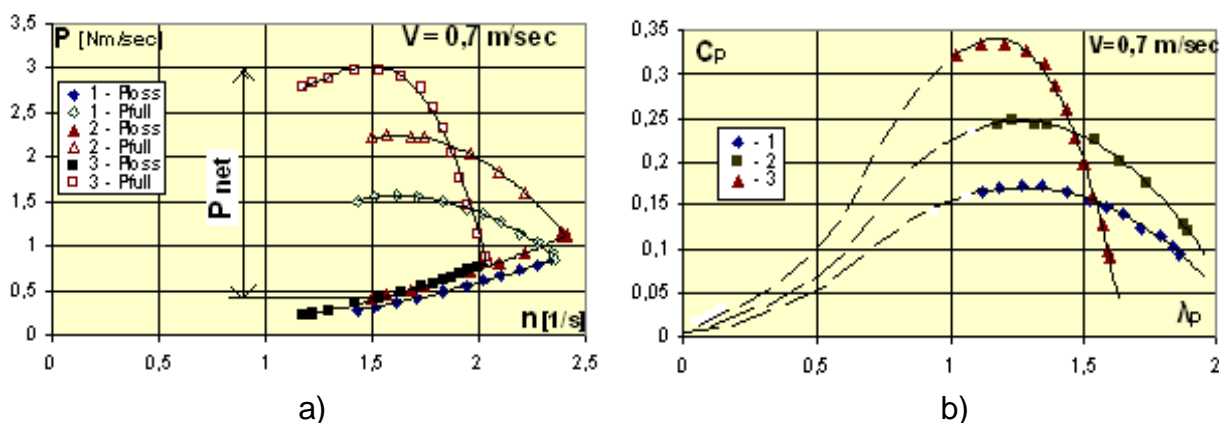 P [Nm/sec]
V = 0,7 m/sec
3,5
3
2,5
2
1,5
1
0,5
0
1 - Ploss
1 - Pfull
2 - Ploss
2 - Pfull
3 - Ploss
3 - Pfull
P net
n [1/s]
0
0,5
1
1,5
2
2,5
a)
Cp
V=0,7 m/sec
0,35
0,3
0,25
0,2
0,15
0,1
0,05
0
- 1
- 2
- 3
λp
0
0,5
1
1,5
2
b)